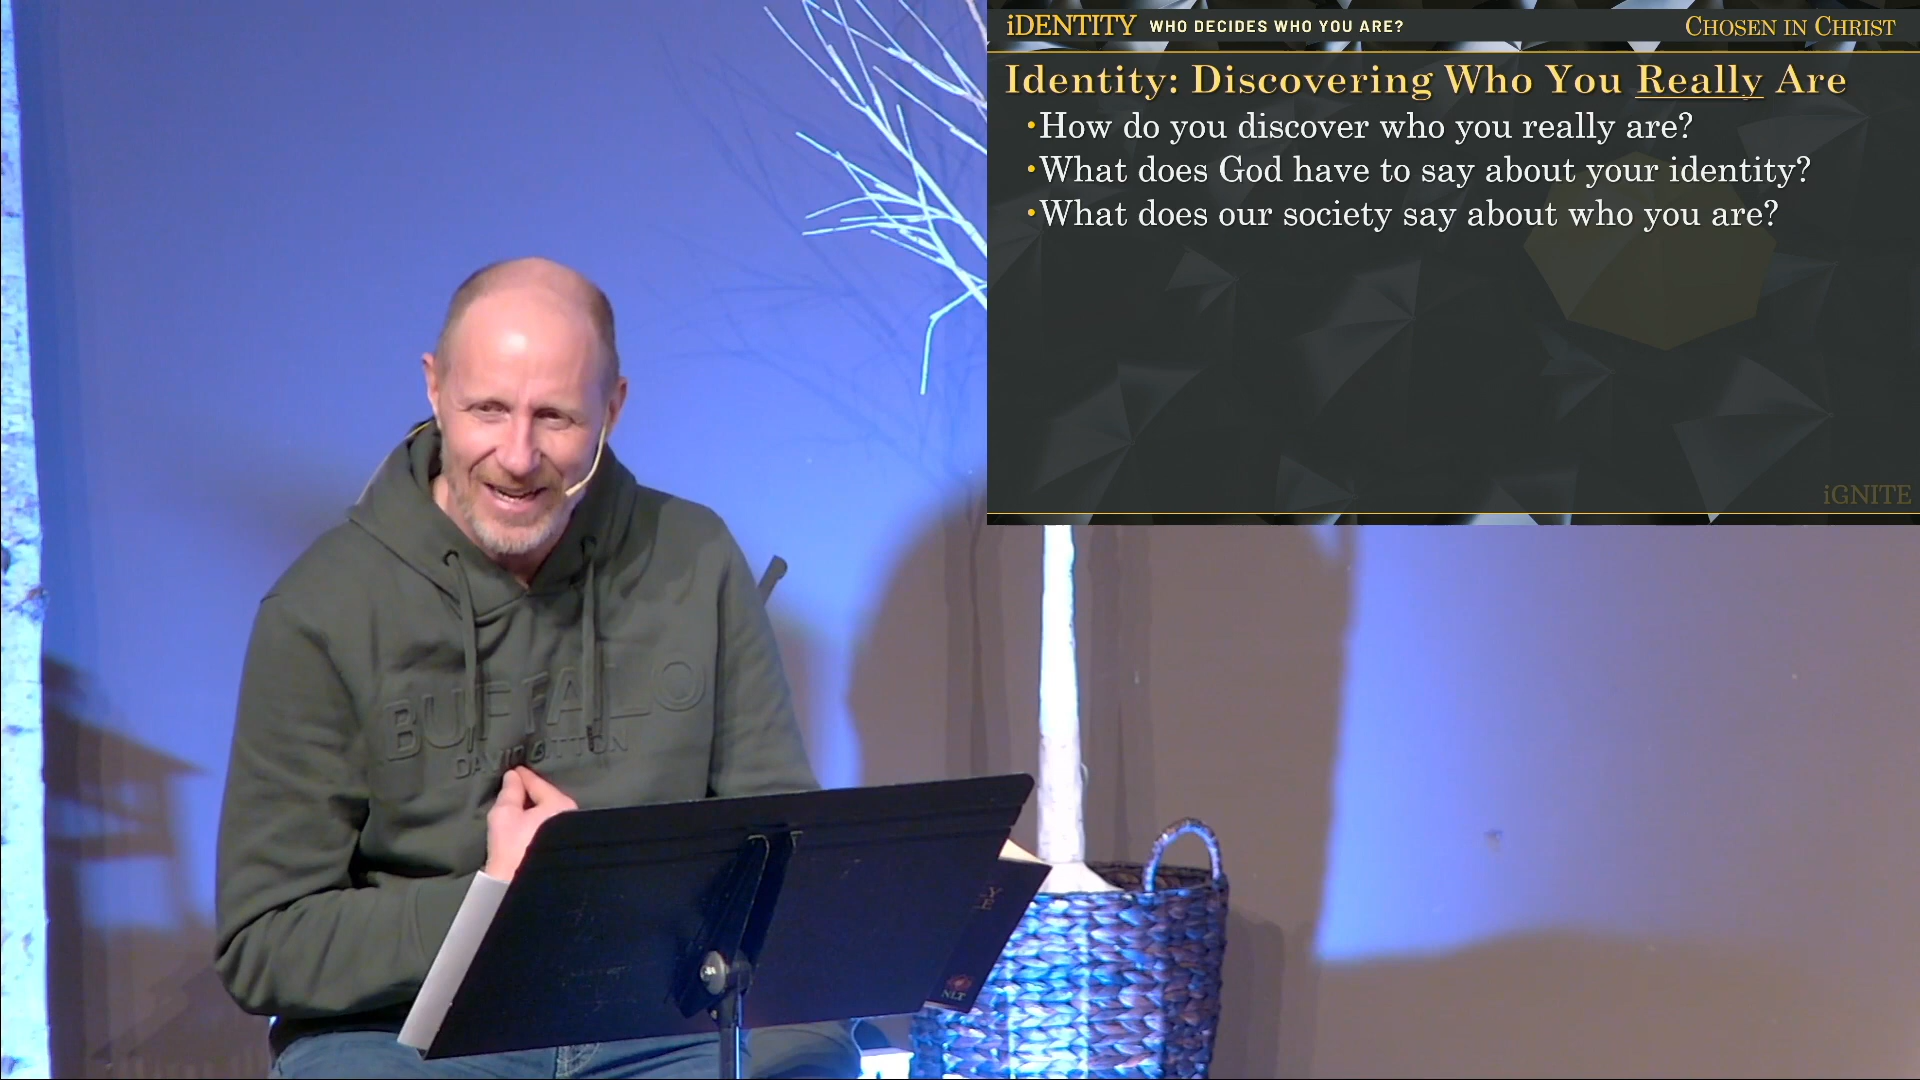 iDENTITY WHO DECIDES WHO YOU ARE?
CHOSEN IN CHRIST
Identity: Discovering Who You Really Are
•How do you discover who you really are?
•What does God have to say about your identity?
•What does our society say about who you are?
iGNITE
BUFFALO
DAVID BITTON
NLT